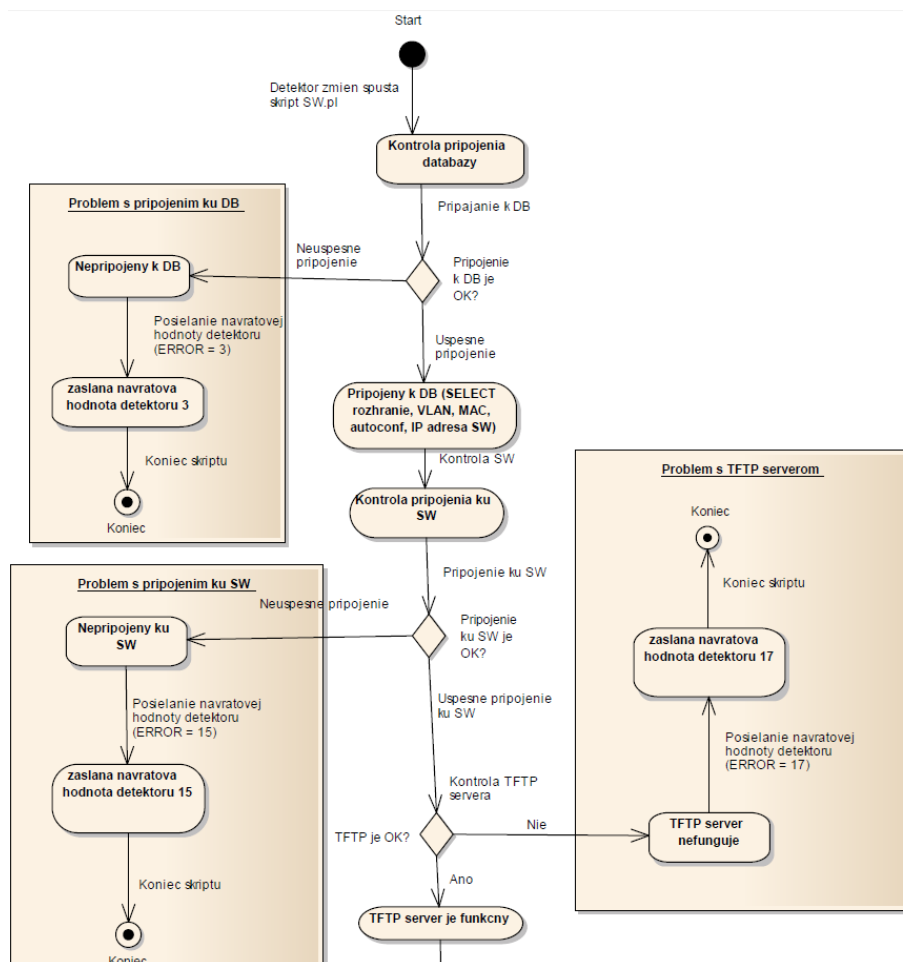 Start
Detektor zmien spusta
skript SW.pl
Kontrola pripojenia
databazy
Pripajanie k DB
Problem s pripojenim ku DB
Neuspesne
pripojenie
Nepripojeny k DB
Pripojenie
k DB je
OK?
Posielanie navratovej
hodnoty detektoru
(ERROR = 3)
Uspesne
pripojenie
zaslana navratova
hodnota detektoru 3
Pripojeny k DB (SELECT
rozhranie, VLAN, MAC,
autoconf, IP adresa SW)
Koniec skriptu
Koniec
Kontrola SW
Kontrola pripojenia ku
SW
Pripojenie ku SW
Problem s pripojenim ku SW
Neuspesne pripojenie
Nepripojeny ku
SW
Pripojenie
ku SW je
OK?
Posielanie navratovej
hodnoty detektoru
(ERROR = 15)
zaslana navratova
hodnota detektoru 15
Koniec skriptu
Koniec
Uspesne pripojenie
ku SW
Kontrola TFTP
servera
TFTP je OK?
Nie
Ano
TFTP server je funkcny
Problem s TFTP serverom
Koniec
Koniec skriptu
zaslana navratova
hodnota detektoru 17
Posielanie navratovej
hodnoty detektoru
(ERROR = 17)
TFTP server
nefunguje